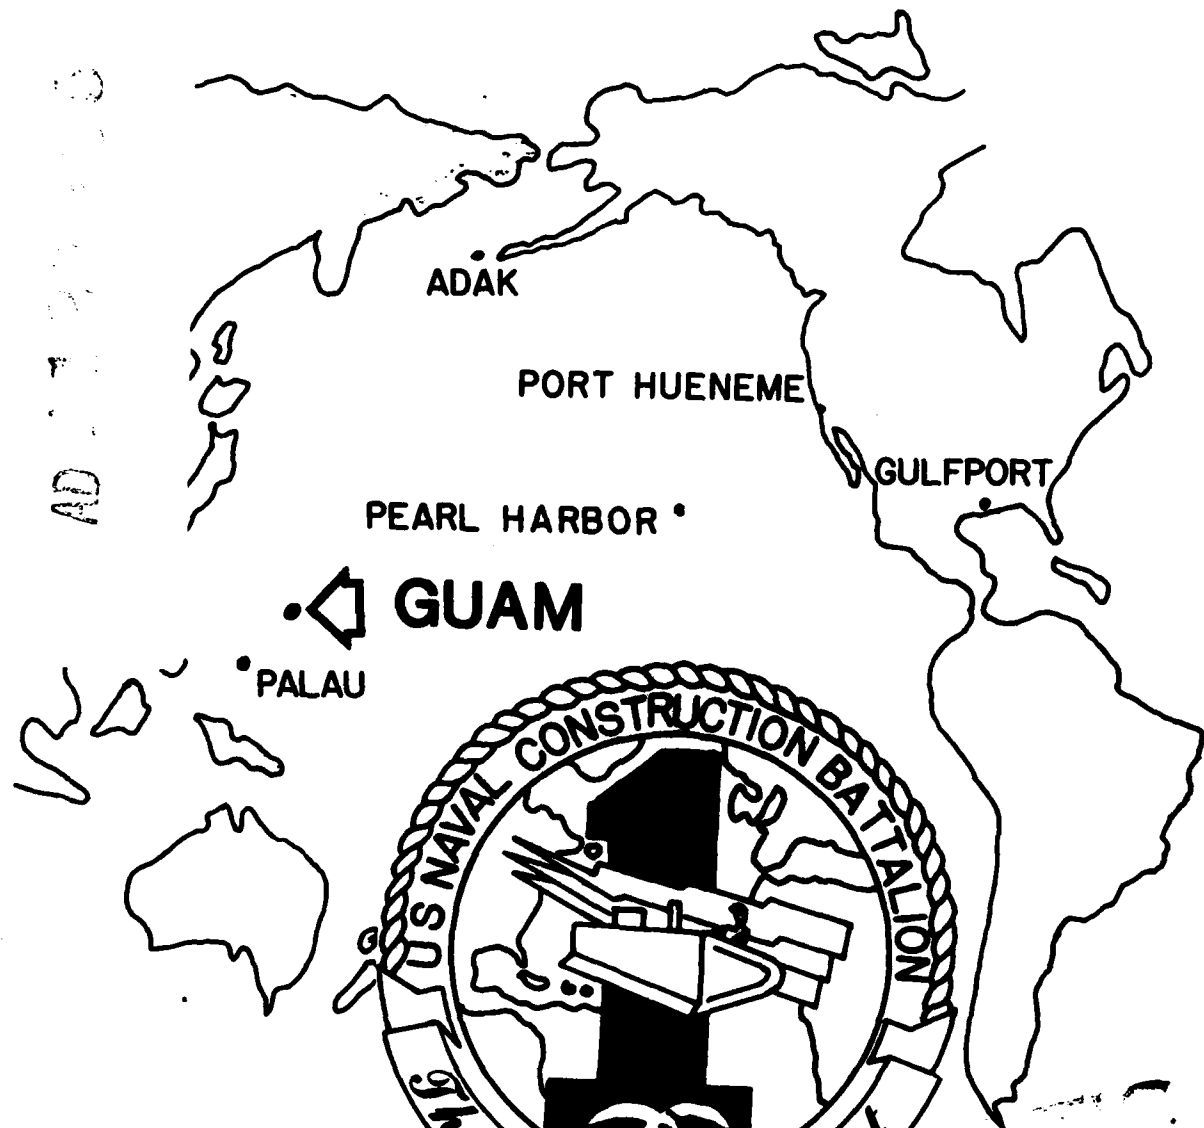 AD
ADAK
PORT HUENEME
GULFPORT
PEARL HARBOR
GUAM
PALAU
US NAVAL CONSTRUCTION BATTALION
1